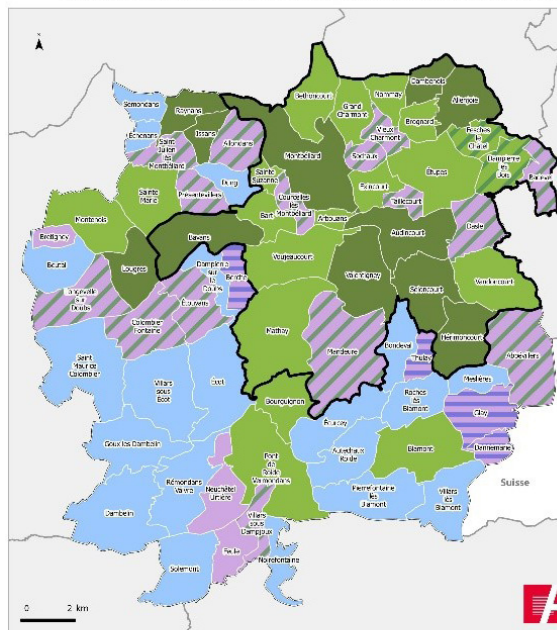 Semondans
Echenans
Raynans
Issans
Saint
Julien
lès
Montbéliard
Allondans
Sainte
Marie
Présentevillers
Dung
Montenois
Bethoncourt
Grand
Charmont
Nommay
Dambenois
Allenjoie
Brognard
Vieux
Charmont
Sochaux
Fesches
le
Châtel
Dampierre
les
Bois
Badevel
Montbéliard
Sainte
Suzanne
Courcelles
lès
Montbéliard
Exincourt
Etupes
Taillecourt
Bart
Arbouans
Audincourt
Dasle
Bavans
Voujeaucourt
Valentigney
Seloncourt
Vandoncourt
Beutal
Lougres
Dampierre
sur
le
Doubs
Berche
Longevelle
sur
Doubs
Colombier
Fontaine
Etouvans
Mathay
Mandeure
Bondeval
Thulay
Hérimoncourt
Abbévillers
Saint
Maurice
Colombier
Villars
sous
Ecot
Ecot
Bourguignon
Roches
lès
Blamont
Meslières
Glay
Dannemarie
Ecurcey
Autechaux
Roide
Blamont
Goux lès Dambelin
Pont
de
Roide
Vermondans
Pierrefontaine
lès
Blamont
Villars
lès
Blamont
Suisse
Rémondans
Vaivre
Neuchâtel
Urtière
Dambelin
Villars
sous
Dampjoux
Feule
Noirefontaine
Solemont
0 2 km